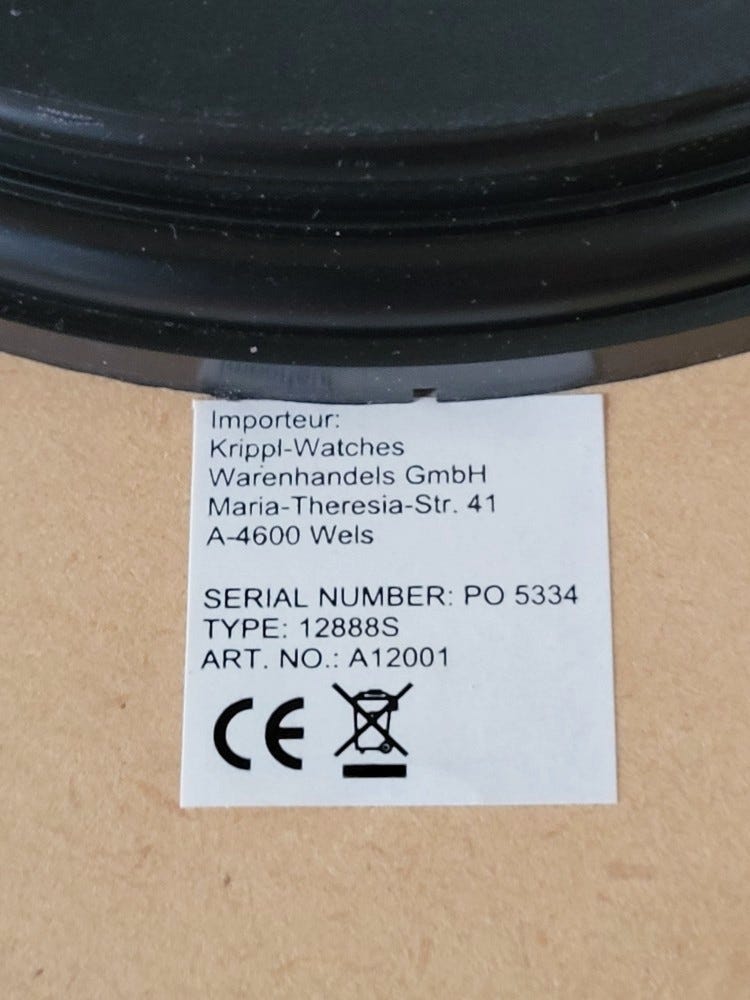 Importeur:
Krippl-Watches
Warenhandels GmbH
Maria-Theresia-Str. 41
A-4600 Wels
SERIAL NUMBER: PO 5334
TYPE: 12888S
ART. NO.: A12001
CE